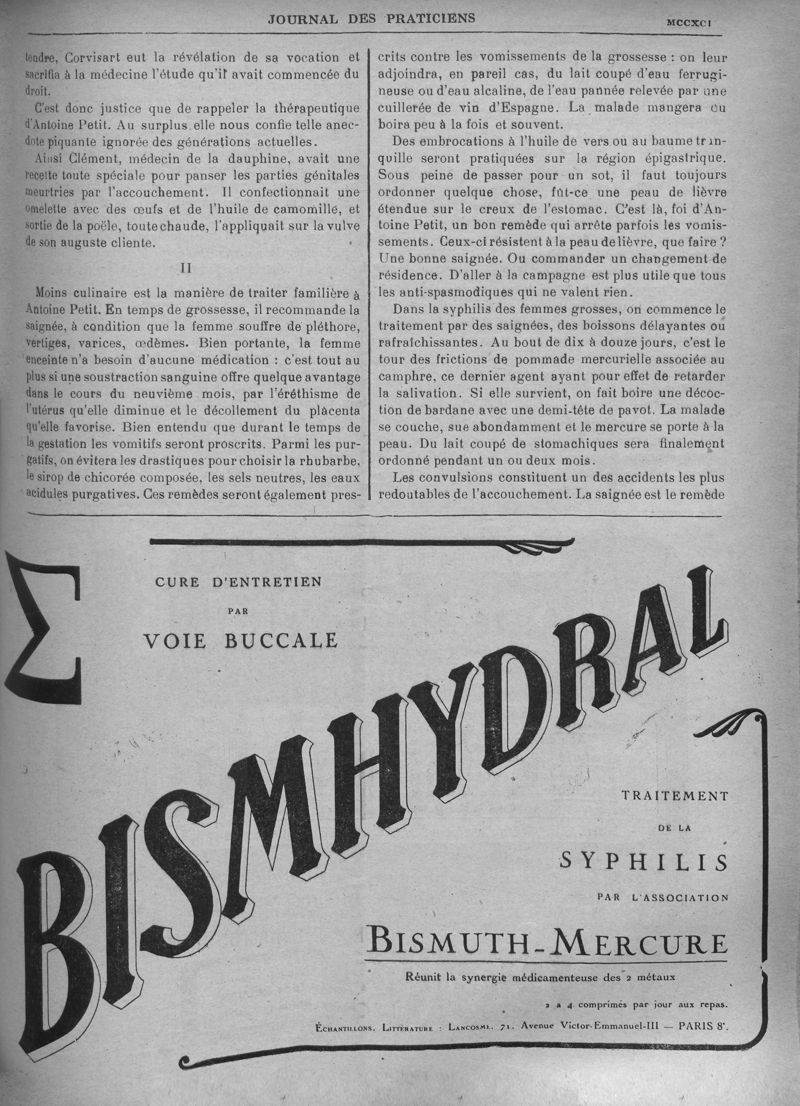 JOURNAL DES PRATICIENS
MCCXCI
tendre, Corvisart eut la révélation de sa vocation et
sacrifia à la médecine l'étude qu'il avait commencée du
droit.
C'est donc justice que de rappeler la thérapeutique
d'Antoine Petit. Au surplus elle nous confie telle anec-
dote piquante ignorée des générations actuelles.
Ainsi Clément, médecin de la dauphine, avait une
recette toute spéciale pour panser les parties génitales
meurtries par l'accouchement. Il confectionnait une
omelette avec des œufs et de l'huile de camomille, et
sortie de la poële, toute chaude, l'appliquait sur la vulve
de son auguste cliente.
II
Moins culinaire est la manière de traiter familière à
Antoine Petit. En temps de grossesse, il recommande la
saignée, à condition que la femme souffre de pléthore,
vertiges, varices, œdèmes. Bien portante, la femme
enceinte n'a besoin d'aucune médication : c'est tout au
plus si une soustraction sanguine offre quelque avantage
dans le cours du neuvième mois, par l'éréthisme de
l'utérus qu'elle diminue et le décollement du placenta
qu'elle favorise. Bien entendu que durant le temps de
la gestation les vomitifs seront proscrits. Parmi les pur-
gatifs, on évitera les drastiques pour choisir la rhubarbe,
le sirop de chicorée composée, les sels neutres, les eaux
acidules purgatives. Ces remèdes seront également pres-
crits contre les vomissements de la grossesse : on leur
adjoindra, en pareil cas, du lait coupé d'eau ferrugi-
neuse ou d'eau alcaline, de l'eau pannée relevée par une
cuillerée de vin d'Espagne. La malade mangera ou
boira peu à la fois et souvent.
Des embrocations à l'huile de vers ou au baume tran-
quille seront pratiquées sur la région épigastrique.
Sous peine de passer pour un sot, il faut toujours
ordonner quelque chose, fût-ce une peau de lièvre
étendue sur le creux de l'estomac. C'est là, foi d'An-
toine Petit, un bon remède qui arrête parfois les vomis-
sements. Ceux-ci résistent à la peau de lièvre, que faire ?
Une bonne saignée. Ou commander un changement de
résidence. D'aller à la campagne est plus utile que tous
les anti-spasmodiques qui ne valent rien.
Dans la syphilis des femmes grosses, on commence le
traitement par des saignées, des boissons délayantes ou
rafraîchissantes. Au bout de dix à douze jours, c'est le
tour des frictions de pommade mercurielle associée au
camphre, ce dernier agent ayant pour effet de retarder
la salivation. Si elle survient, on fait boire une décoc-
tion de bardane avec une demi-tête de pavot. La malade
se couche, sue abondamment et le mercure se porte à la
peau. Du lait coupé de stomachiques sera finalement
ordonné pendant un ou deux mois.
Les convulsions constituent un des accidents les plus
redoutables de l'accouchement. La saignée est le remède
Σ
CURE D'ENTRETIEN
PAR
VOIE BUCCALE
BISMHYDRAL
TRAITEMENT
DE LA
SYPHILIS
PAR L'ASSOCIATION
BISMUTH-MERCURE
Réunit la synergie médicamenteuse des 2 métaux
2 a 4 comprimés par jour aux repas.
ÉCHANTILLONS, LITTÉRATURE : LANCOSME, 71, Avenue Victor-Emmanuel-III — PARIS 8e.